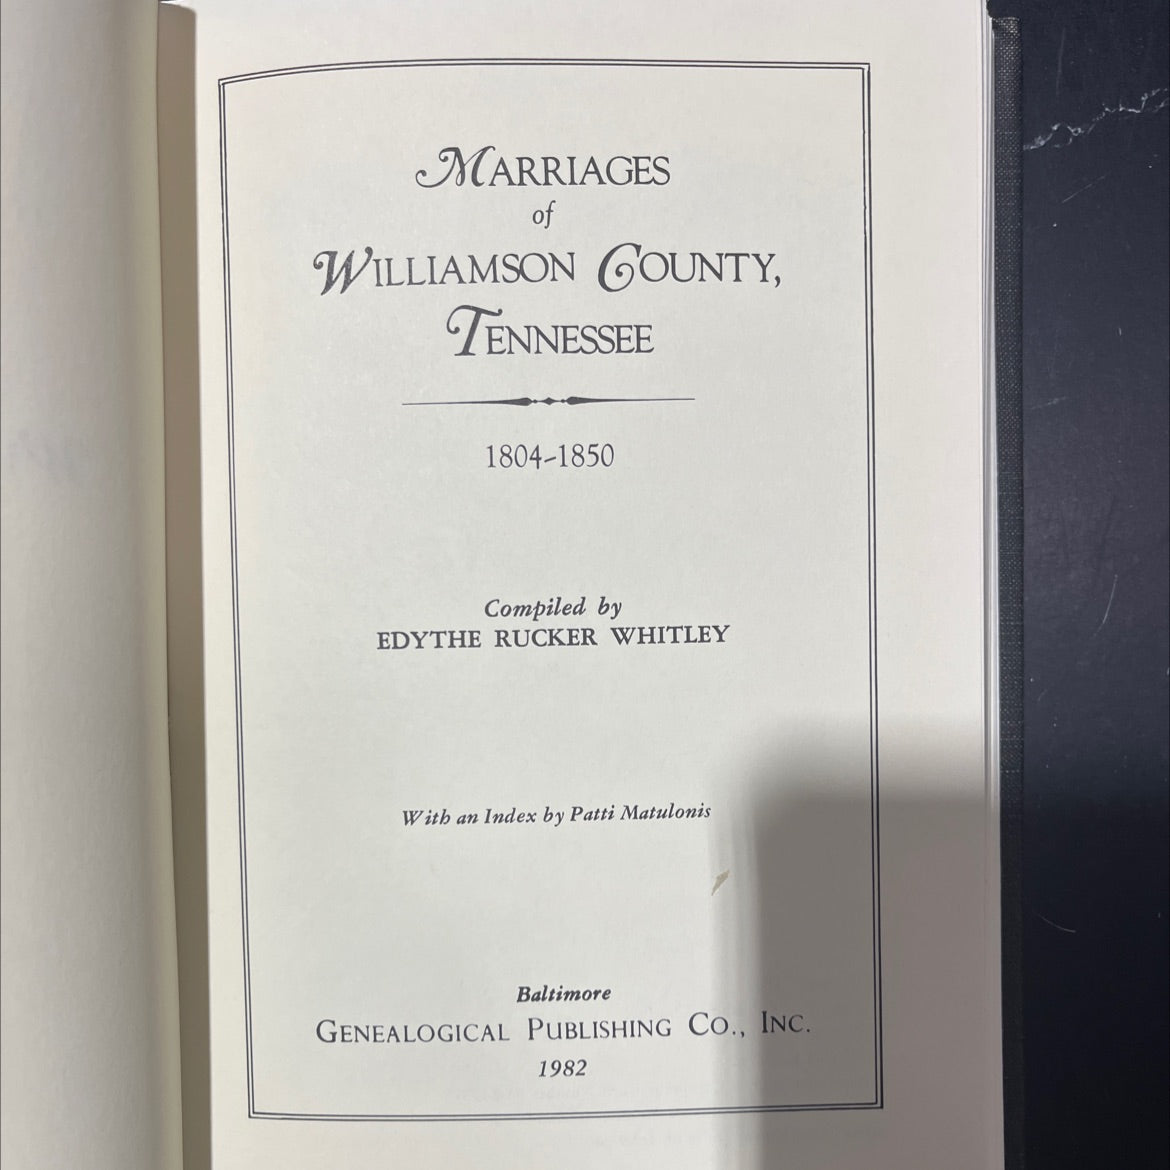 MARRIAGES
of
WILLIAMSON COUNTY,
TENNESSEE
1804-1850
Compiled by
EDYTHE RUCKER WHITLEY
With an Index by Patti Matulonis
Baltimore
GENEALOGICAL PUBLISHING CO., INC.
1982